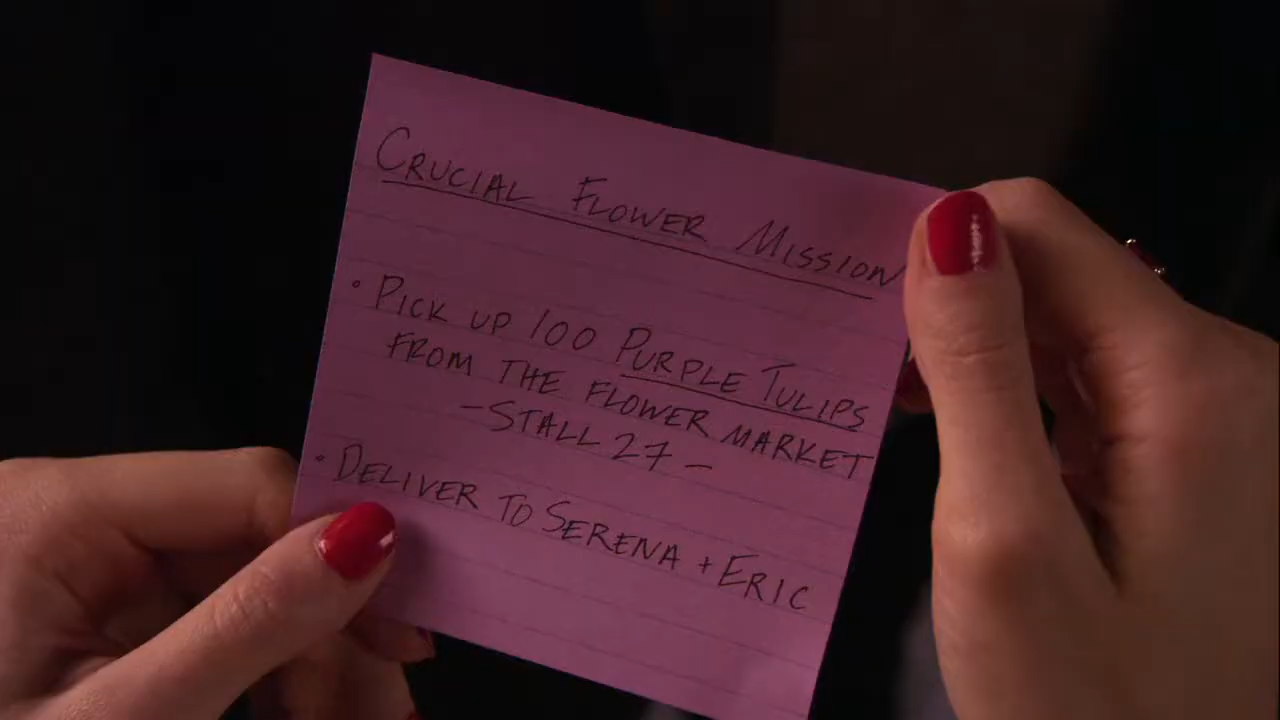 CRUCIAL FLOWER MISSION
• PICK UP 100 PURPLE TULIPS
FROM THE FLOWER MARKET
- STALL 27 -
• DELIVER TO SERENA + ERIC